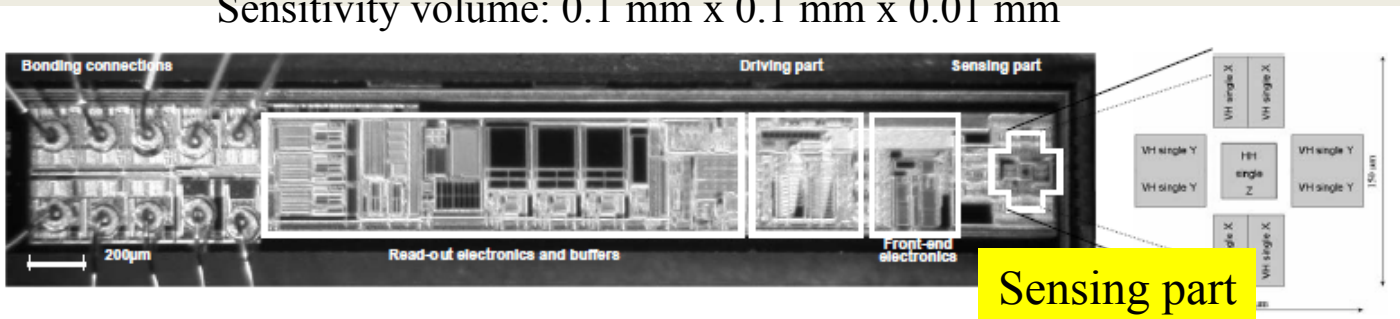 Sensitivity volume: 0.1 mm x 0.1 mm x 0.01 mm
Bonding connections
Driving part
Sensing part
200µm
Read-out electronics and buffers
Front-end
electronics
VH single X
VH single X
VH single Y
VH single Y
HH
single
Z
VH single Y
VH single Y
150 µm
VH single X
Sensing part